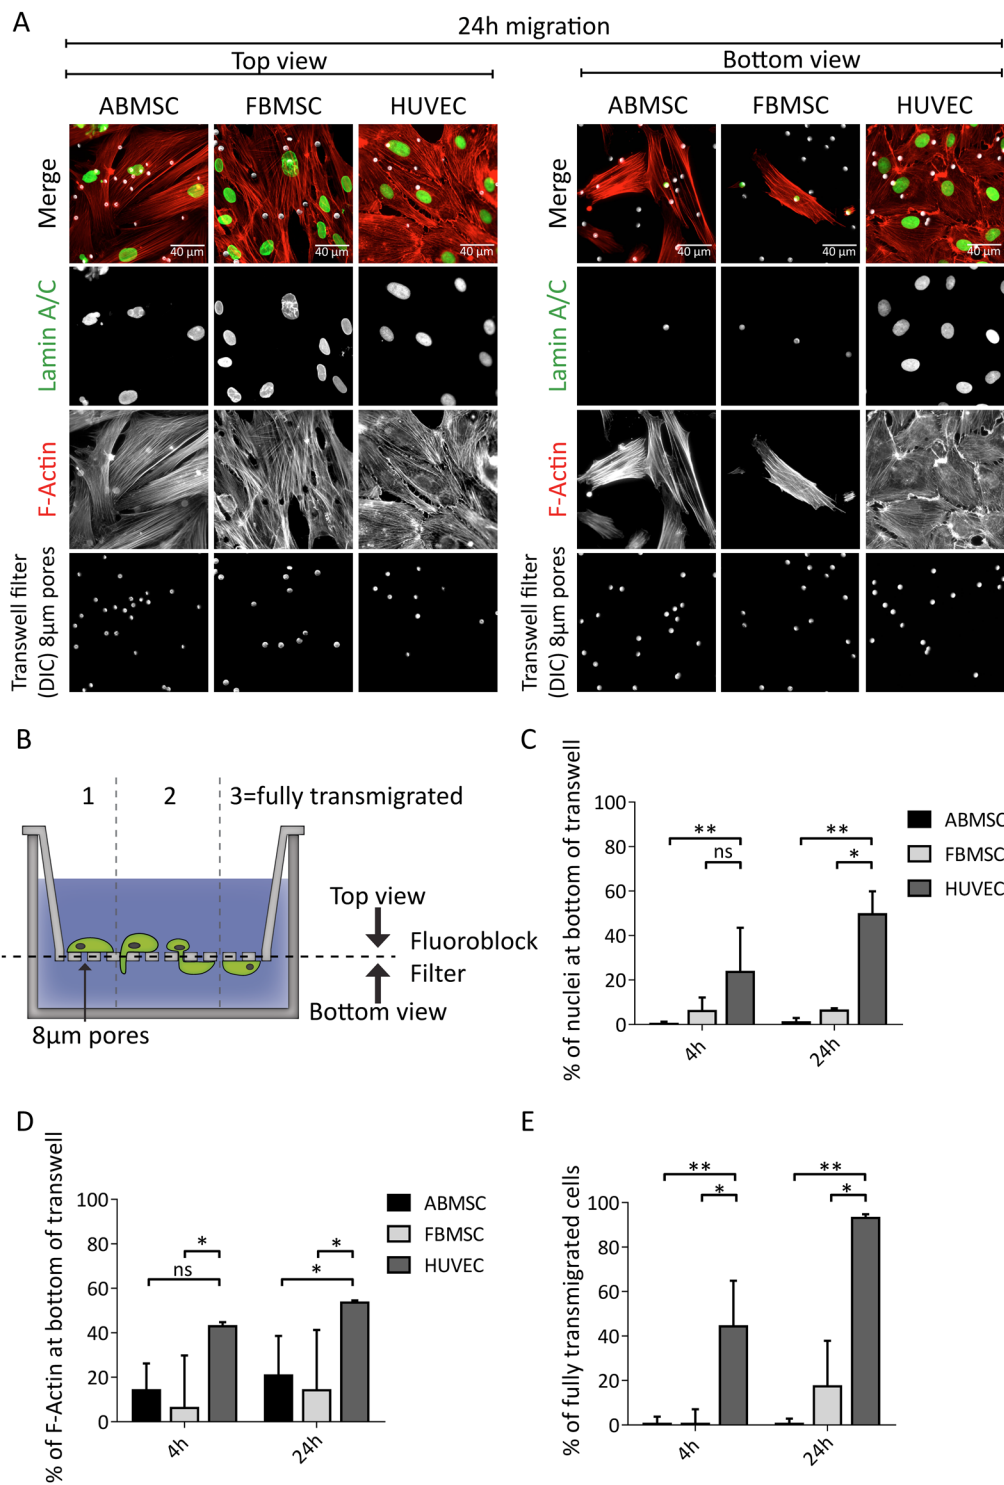 A
24h migration
Top view
Bottom view
ABMSC FBMSC HUVEC
ABMSC FBMSC HUVEC
Merge
40 µm 40 µm 40 µm
Merge
40 µm 40 µm 40 µm
Lamin A/C
Lamin A/C
F-Actin
F-Actin
Transwell filter
(DIC) 8µm pores
Transwell filter
(DIC) 8µm pores
B
1 2 3=fully transmigrated
Top view
Fluoroblock
Filter
Bottom view
8µm pores
C
% of nuclei at bottom of transwell
100
80
60
40
20
0
** ns ** *
4h 24h
ABMSC
FBMSC
HUVEC
D
% of F-Actin at bottom of transwell
100
80
60
40
20
0
* ns * *
4h 24h
ABMSC
FBMSC
HUVEC
E
% of fully transmigrated cells
100
80
60
40
20
0
** * ** *
4h 24h